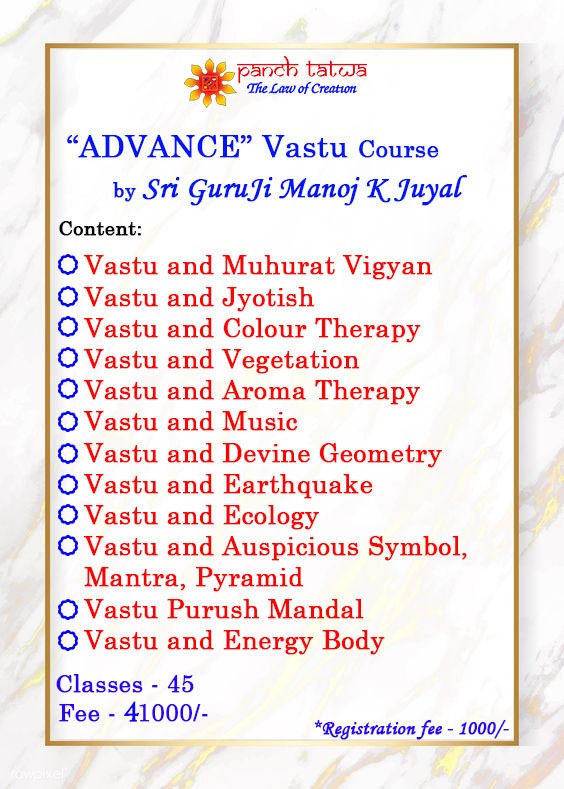 Panch Tatwa
The Law of Creation
“ADVANCE” Vastu Course
by Sri GuruJi Manoj K Juyal
Content:
Vastu and Muhurat Vigyan
Vastu and Jyotish
Vastu and Colour Therapy
Vastu and Vegetation
Vastu and Aroma Therapy
Vastu and Music
Vastu and Devine Geometry
Vastu and Earthquake
Vastu and Ecology
Vastu and Auspicious Symbol,
Mantra, Pyramid
Vastu Purush Mandal
Vastu and Energy Body
Classes - 45
Fee - 41000/-
*Registration fee - 1000/-
rawpixel